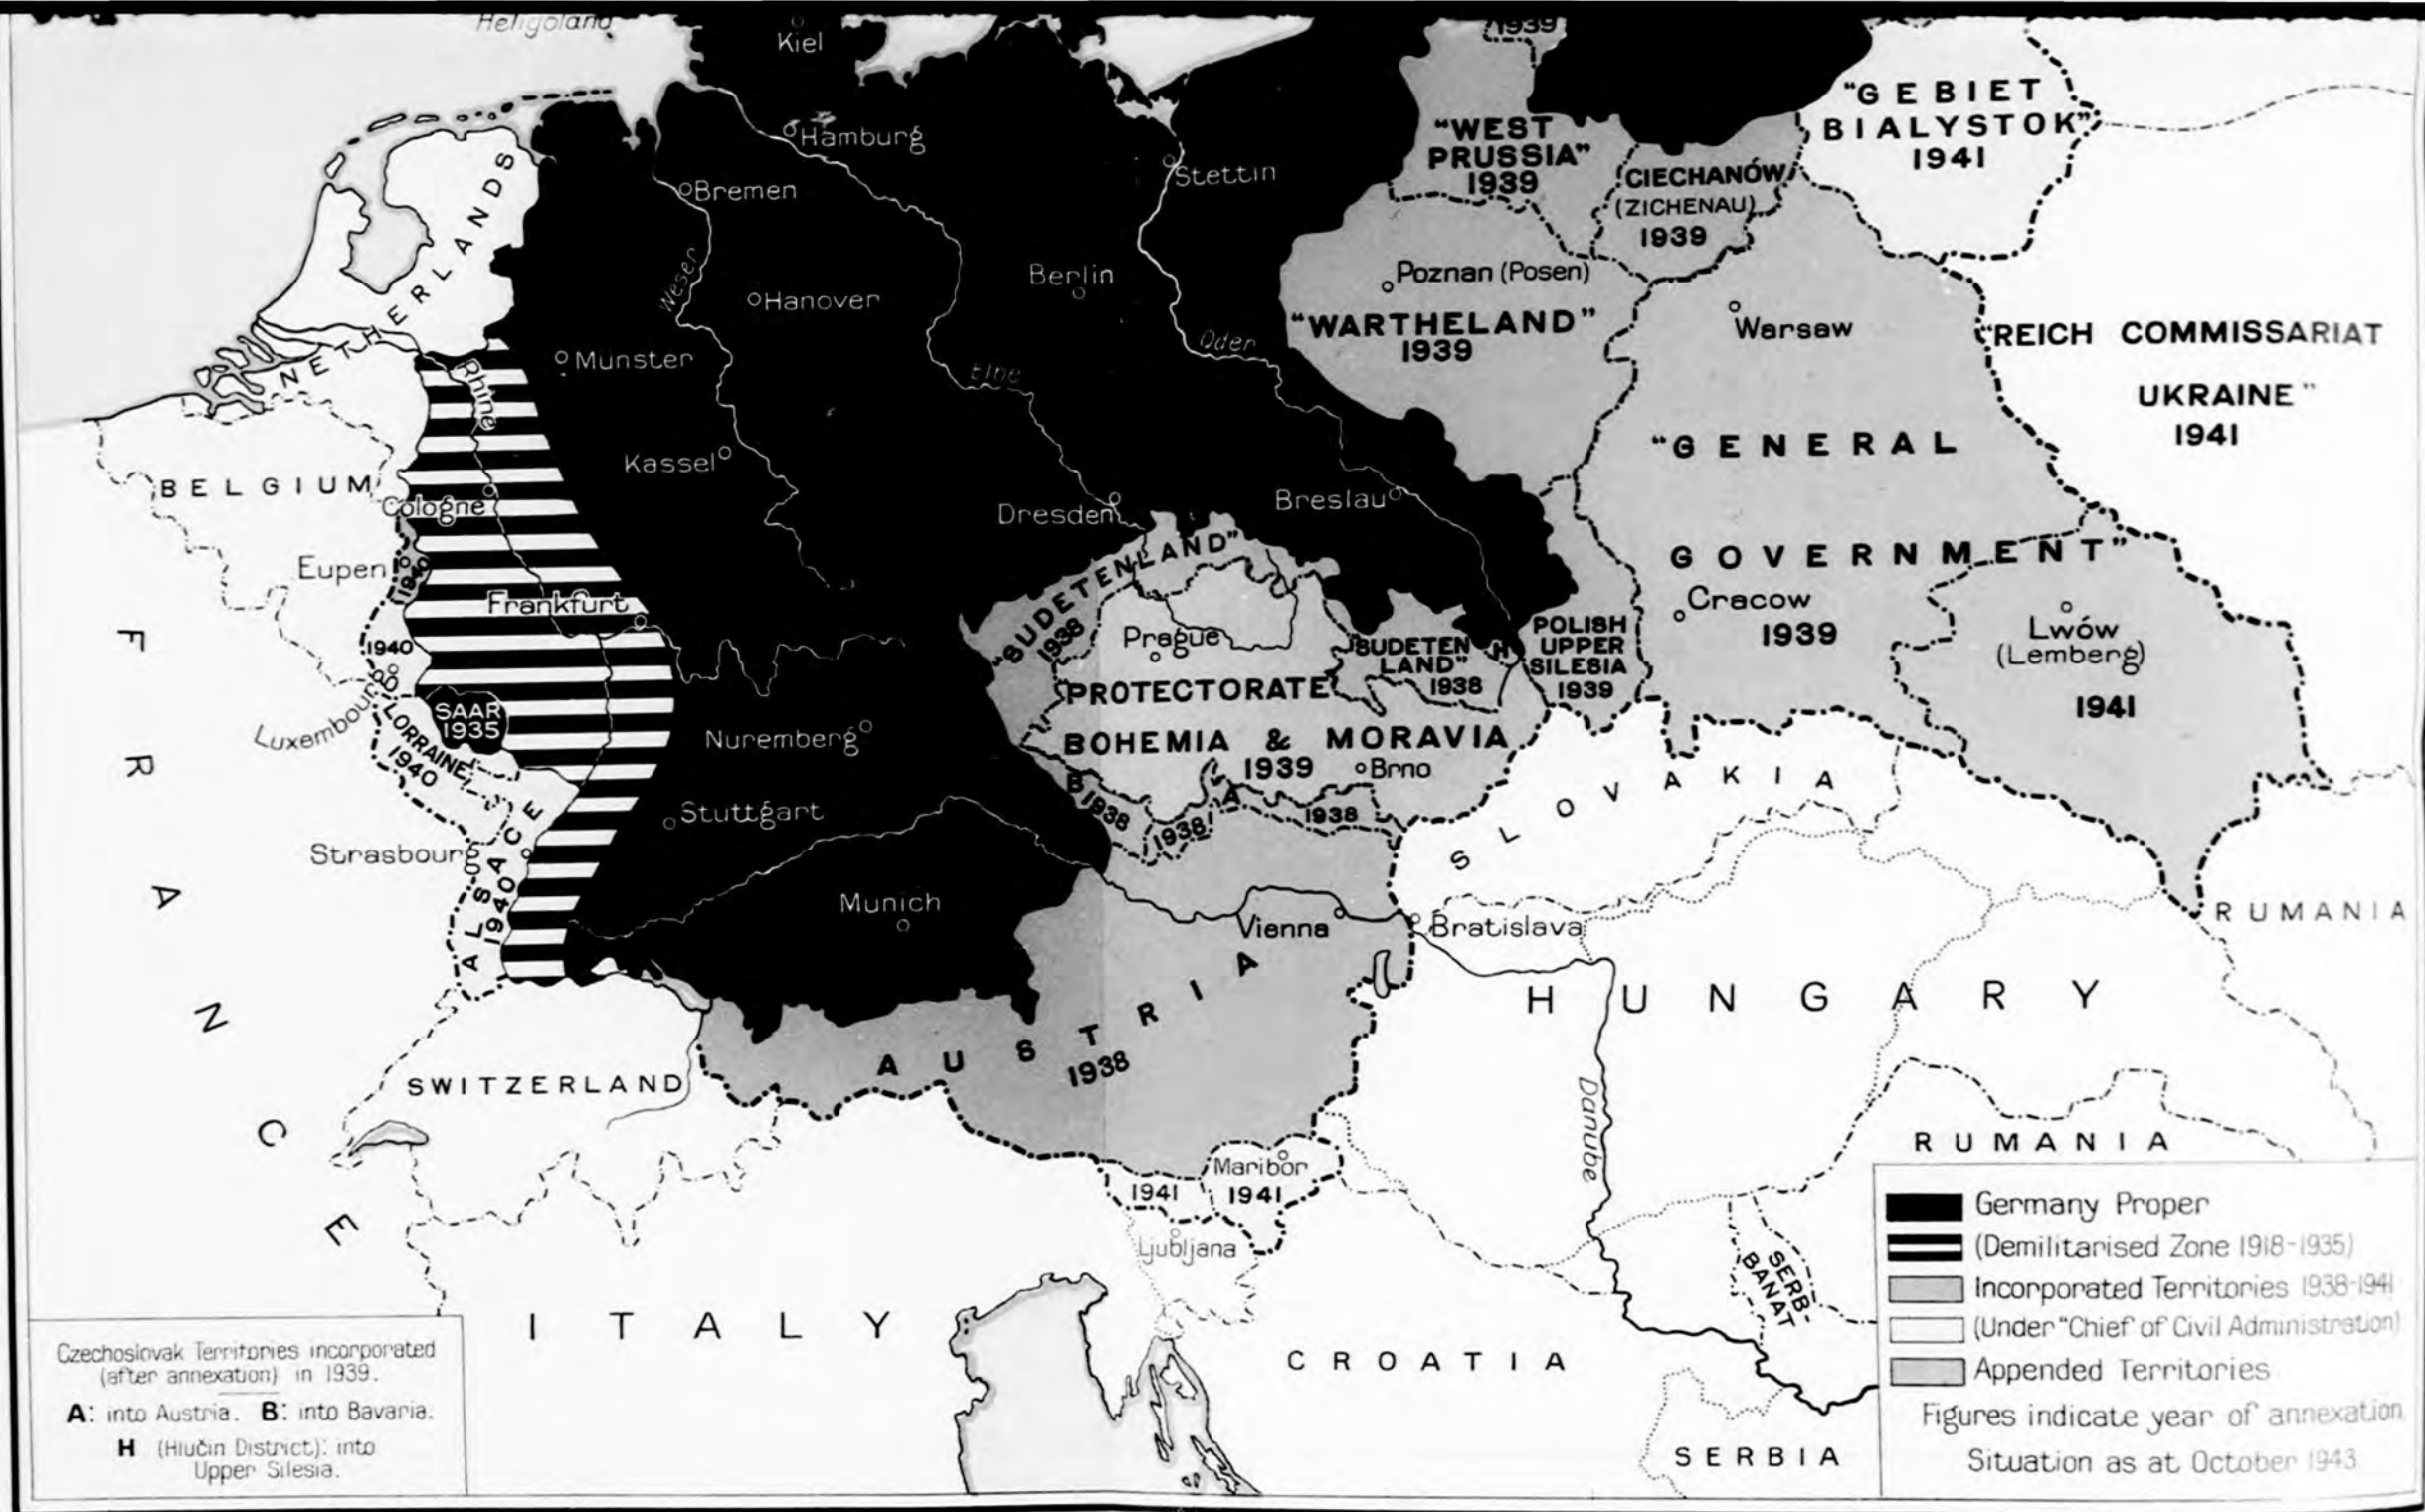 Heligoland
Kiel
1939
"GEBIET
BIALYSTOK"
1941
Hamburg
"WEST
PRUSSIA"
1939
Stettin
CIECHANÓW
(ZICHENAU)
1939
Bremen
NETHERLANDS
Weser
Hanover
Berlin
Poznan (Posen)
"WARTHELAND"
1939
Warsaw
"REICH COMMISSARIAT
UKRAINE"
1941
Munster
Rhine
Oder
Elbe
"GENERAL
GOVERNMENT"
Kassel
BELGIUM
Cologne
Dresden
Breslau
Eupen
1940
Frankfurt
"SUDETENLAND"
1938
Prague
"SUDETEN
LAND"
1938
H
POLISH
UPPER
SILESIA
1939
Cracow
1939
Lwów
(Lemberg)
1941
1940
Luxembourg
SAAR
1935
LORRAINE
1940
PROTECTORATE
BOHEMIA & MORAVIA
1939
Brno
Nuremberg
Stuttgart
B
1938
1938
A
1938
SLOVAKIA
Strasbourg
ALSACE
1940
Munich
Vienna
Bratislava
RUMANIA
FRANCE
AUSTRIA
1938
HUNGARY
SWITZERLAND
Danube
RUMANIA
Maribor
1941
1941
Ljubljana
SERB-
BANAT
ITALY
CROATIA
SERBIA
Czechoslovak Territories incorporated
(after annexation) in 1939.
A: into Austria. B: into Bavaria.
H (Hlučin District): into
Upper Silesia.
Germany Proper
(Demilitarised Zone 1918-1935)
Incorporated Territories 1938-1941
(Under "Chief of Civil Administration)
Appended Territories
Figures indicate year of annexation
Situation as at October 1943